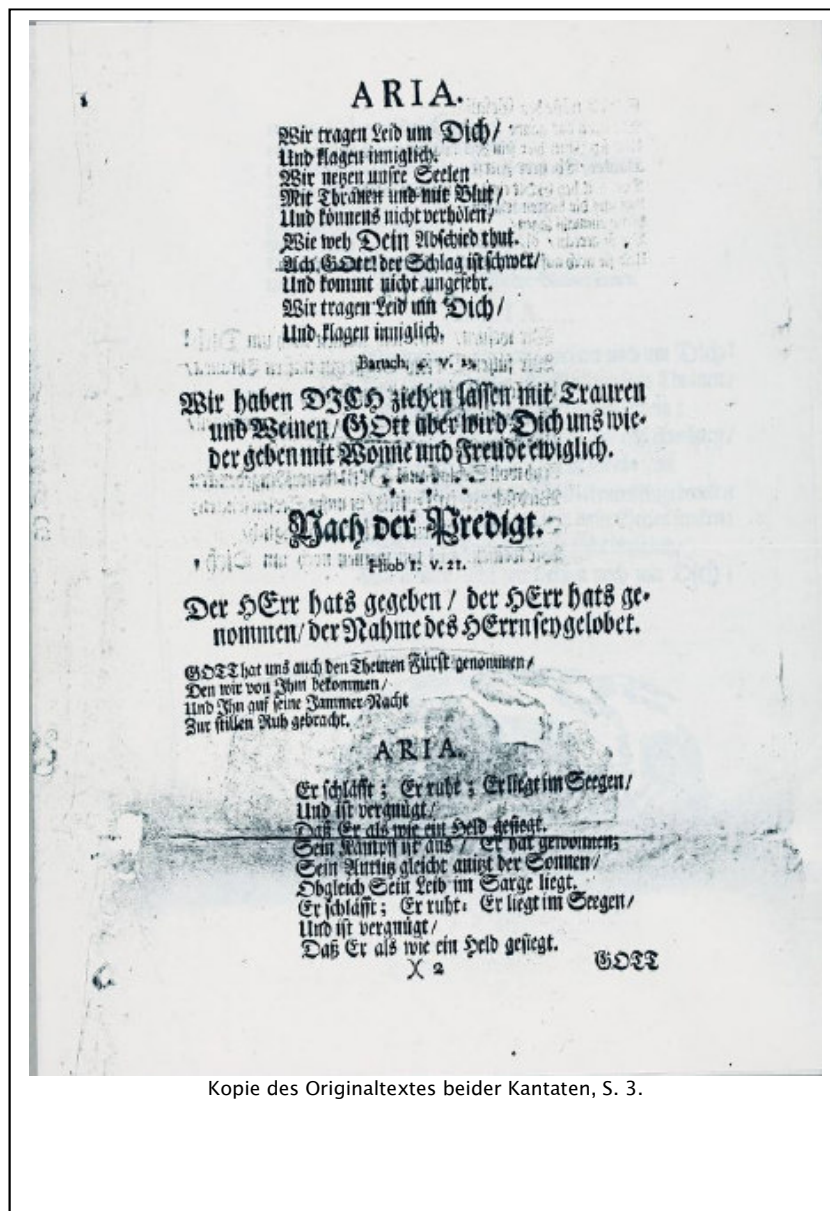 ARIA.
Wir tragen Leid um Dich/
Und klagen inniglich.
Wir netzen unsre Seelen
Mit Thränen und mit Blut/
Und könnens nicht verhölen/
Wie weh Dein Abschied thut.
Ach GOtt! der Schlag ist schwer/
Und kommt nicht ungefehr.
Wir tragen Leid um Dich/
Und klagen inniglich.
Baruch. V. 23.
Wir haben DJCH ziehen lassen mit Trauren
und Weinen/ GOtt aber wird Dich uns wie-
der geben mit Wonne und Freude ewiglich.
Nach der Predigt.
Hiob I. V. 21.
Der HErr hats gegeben / der HErr hats ge-
nommen/ der Nahme des HErrn sey gelobet.
GOTT hat uns auch den Theuren Fürst genommen/
Den wir von Ihm bekommen/
Und Ihn auf seine Jammer-Nacht
Zur stillen Ruh gebracht.
ARIA.
Er schläfft; Er ruht; Er liegt im Seegen/
Und ist vergnügt/
Daß Er als wie ein Held gesiegt.
Sein Kampff ist aus/ Er hat gewonnen;
Sein Antlitz gleicht anitzt der Sonnen/
Obgleich Sein Leib im Sarge liegt.
Er schläfft; Er ruht: Er liegt im Seegen/
Und ist vergnügt/
Daß Er als wie ein Held gesiegt.
X 2 GOTT
Kopie des Originaltextes beider Kantaten, S. 3.